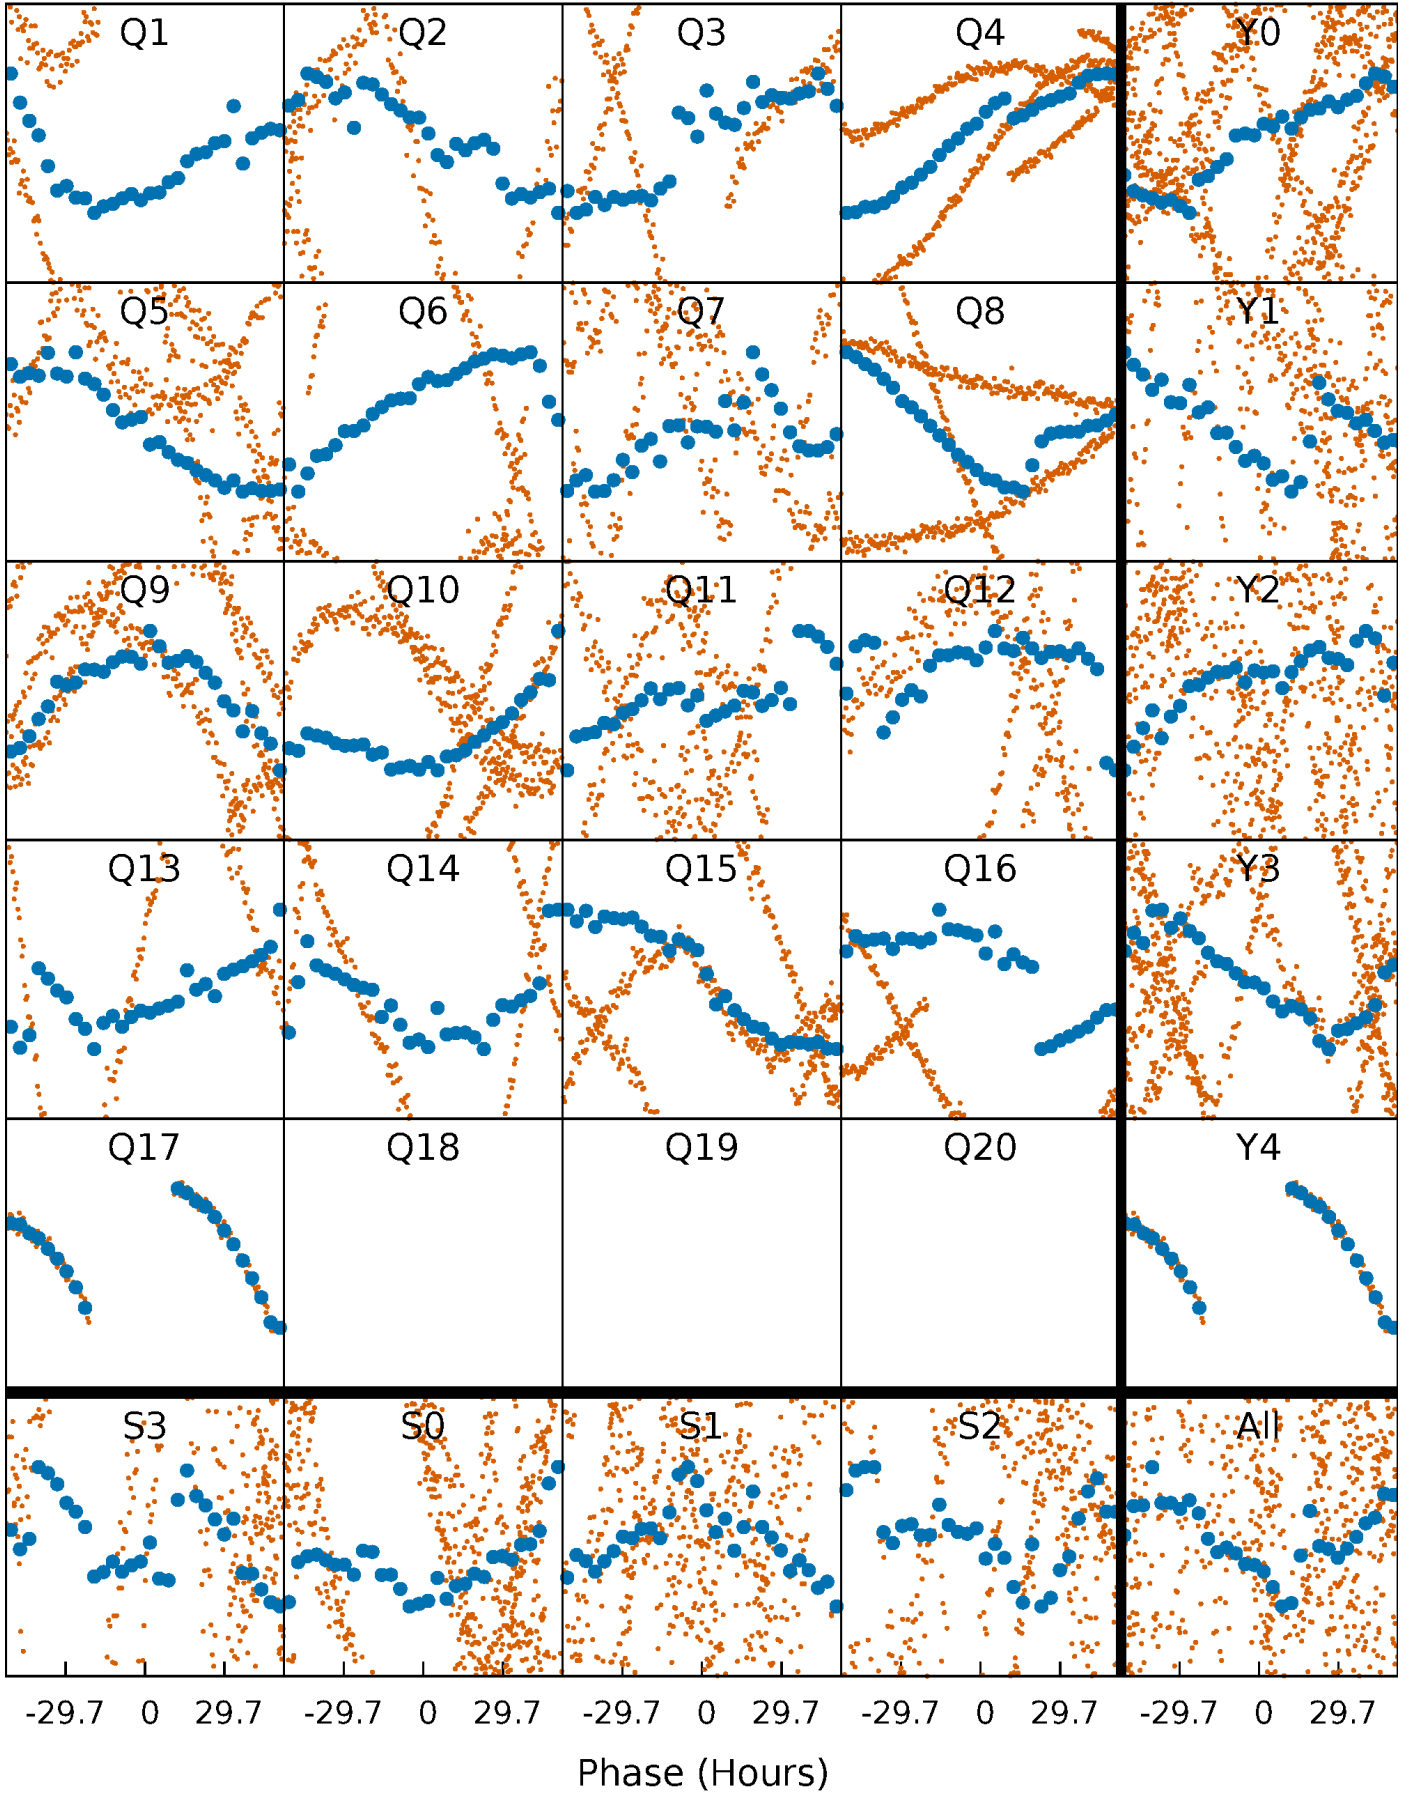 Q1 Q2 Q3 Q4 Y0
Q5 Q6 Q7 Q8 Y1
Q9 Q10 Q11 Q12 Y2
Q13 Q14 Q15 Q16 Y3
Q17 Q18 Q19 Q20 Y4
S3 S0 S1 S2 All
-29.7 0 29.7 -29.7 0 29.7 -29.7 0 29.7 -29.7 0 29.7 -29.7 0 29.7
Phase (Hours)